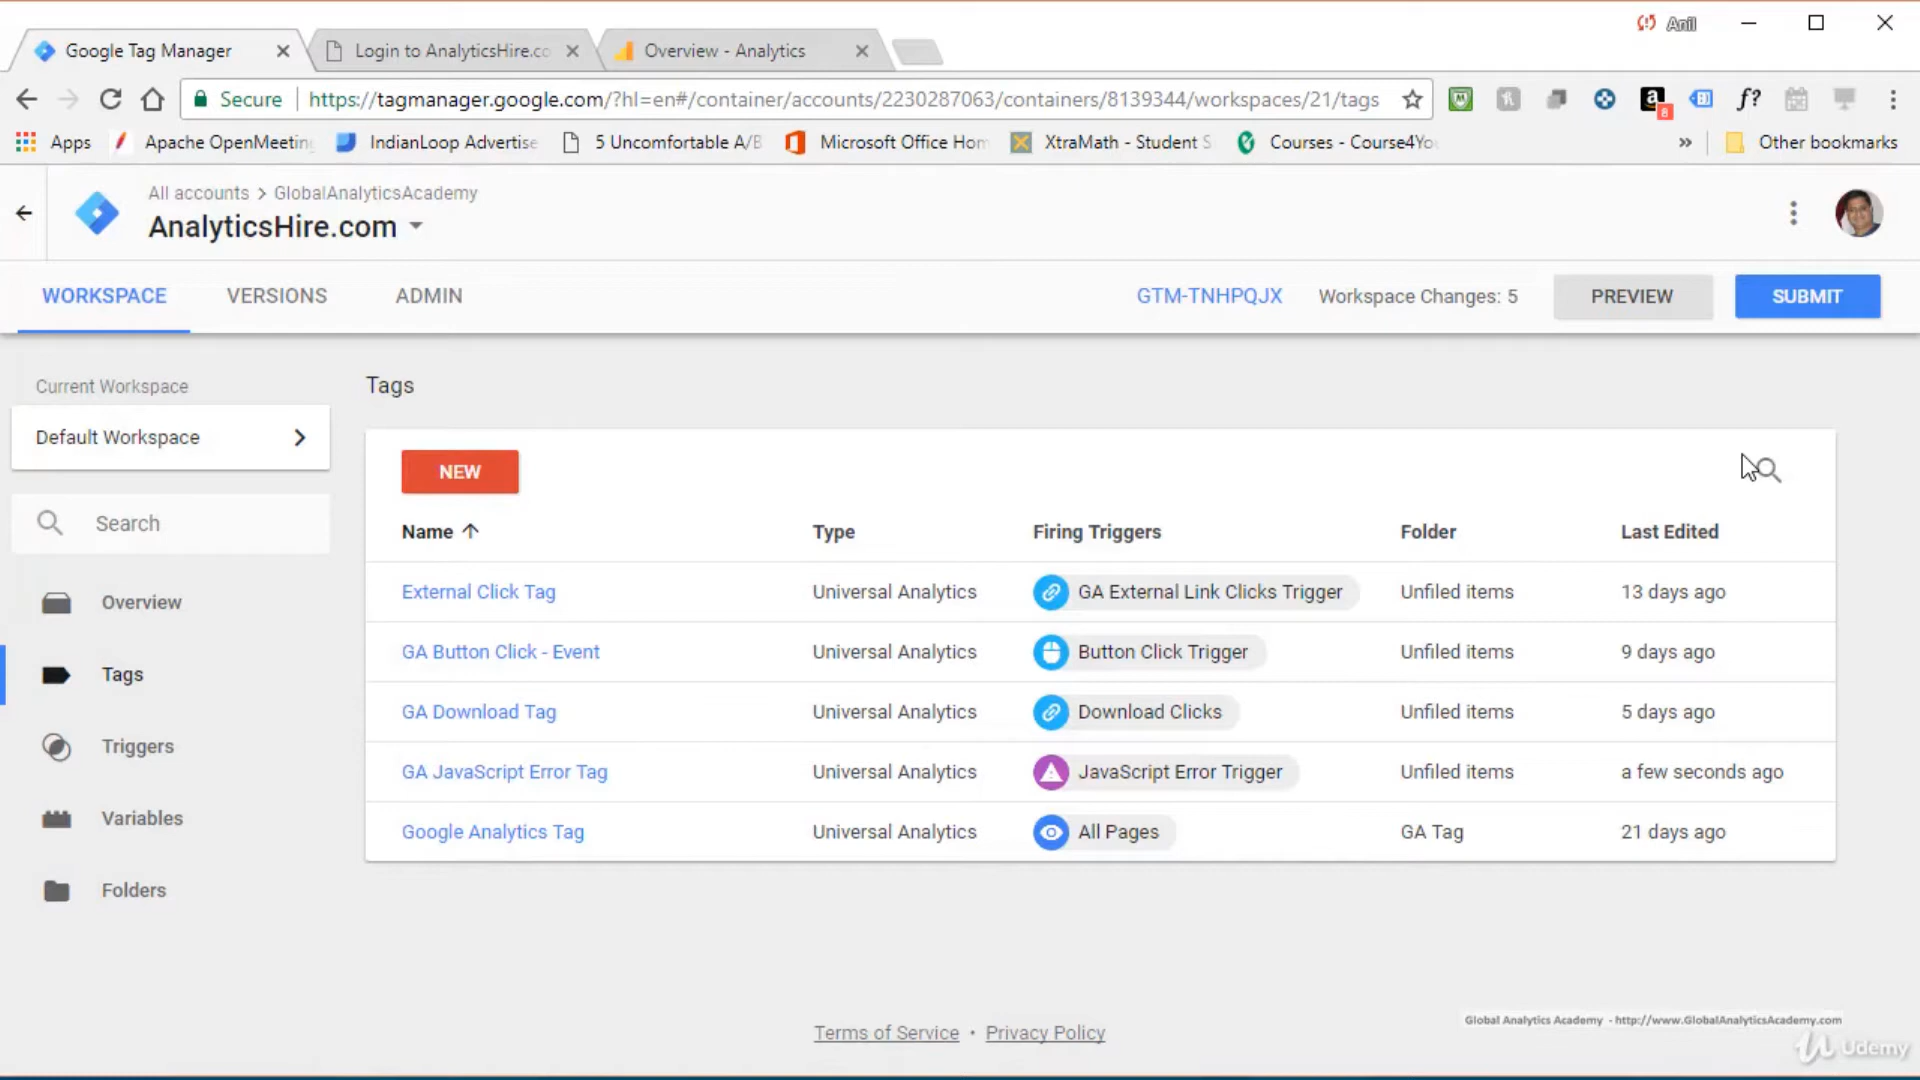 Anil
Google Tag Manager
Login to AnalyticsHire.co
Overview - Analytics
Secure https://tagmanager.google.com/?hl=en#/container/accounts/2230287063/containers/8139344/workspaces/21/tags
a 8 f?
Apps
Apache OpenMeeting
IndianLoop Advertise
5 Uncomfortable A/B
Microsoft Office Hom
XtraMath - Student S
Courses - Course4Yo
» Other bookmarks
All accounts > GlobalAnalyticsAcademy
AnalyticsHire.com
WORKSPACE VERSIONS ADMIN GTM-TNHPQJX Workspace Changes: 5 PREVIEW SUBMIT
Current Workspace
Default Workspace
Search
Overview
Tags
Triggers
Variables
Folders
Tags
NEW
Name Type Firing Triggers Folder Last Edited
External Click Tag Universal Analytics GA External Link Clicks Trigger Unfiled items 13 days ago
GA Button Click - Event Universal Analytics Button Click Trigger Unfiled items 9 days ago
GA Download Tag Universal Analytics Download Clicks Unfiled items 5 days ago
GA JavaScript Error Tag Universal Analytics JavaScript Error Trigger Unfiled items a few seconds ago
Google Analytics Tag Universal Analytics All Pages GA Tag 21 days ago
Terms of Service • Privacy Policy
Global Analytics Academy - http://www.GlobalAnalyticsAcademy.com
Udemy